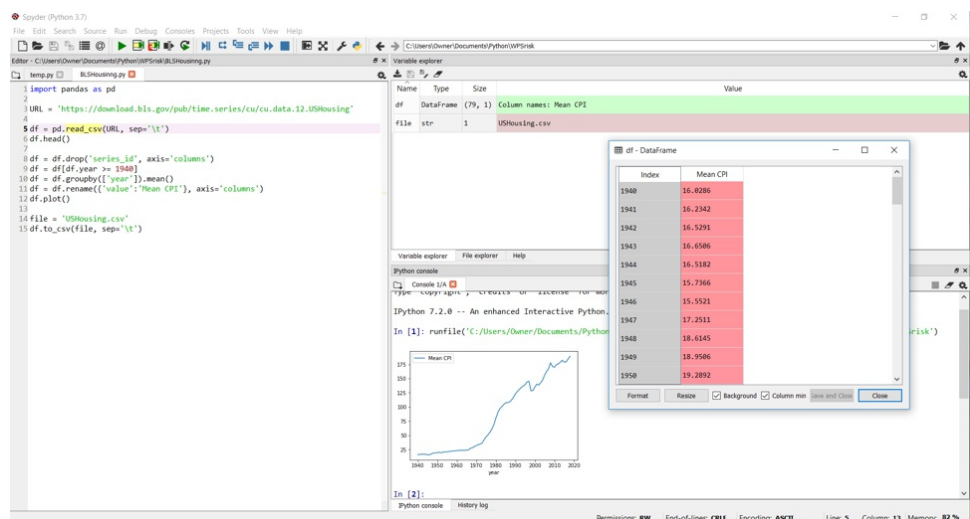 Spyder (Python 3.7)
File Edit Search Source Run Debug Consoles Projects Tools View Help
C:\Users\Owner\Documents\Python\WPSrisk
Editor - C:\Users\Owner\Documents\Python\WPSrisk\BLSHousinng.py
temp.py BLSHousinng.py
1 import pandas as pd
2
3 URL = 'https://download.bls.gov/pub/time.series/cu/cu.data.12.USHousing'
4
5 df = pd.read_csv(URL, sep='\t')
6 df.head()
7
8 df = df.drop('series_id', axis='columns')
9 df = df[df.year >= 1940]
10 df = df.groupby(['year']).mean()
11 df = df.rename({'value':'Mean CPI'}, axis='columns')
12 df.plot()
13
14 file = 'USHousing.csv'
15 df.to_csv(file, sep='\t')
Variable explorer
Name Type Size Value
df DataFrame (79, 1) Column names: Mean CPI
file str 1 USHousing.csv
Variable explorer File explorer Help
IPython console
Console 1/A
Type "copyright", "credits" or "license" for
IPython 7.2.0 -- An enhanced Interactive Python.
In [1]: runfile('C:/Users/Owner/Documents/Python
risk')
Mean CPI
175
150
125
100
75
50
25
1940 1950 1960 1970 1980 1990 2000 2010 2020
year
In [2]:
IPython console History log
df - DataFrame
Index Mean CPI
1940 16.0286
1941 16.2342
1942 16.5291
1943 16.6506
1944 16.5182
1945 15.7366
1946 15.5521
1947 17.2511
1948 18.6145
1949 18.9506
1950 19.2892
Format Resize Background Column min Save and Close Close
Permissions: RW End-of-lines: CRLF Encoding: ASCII Line: 5 Column: 13 Memory: 82 %